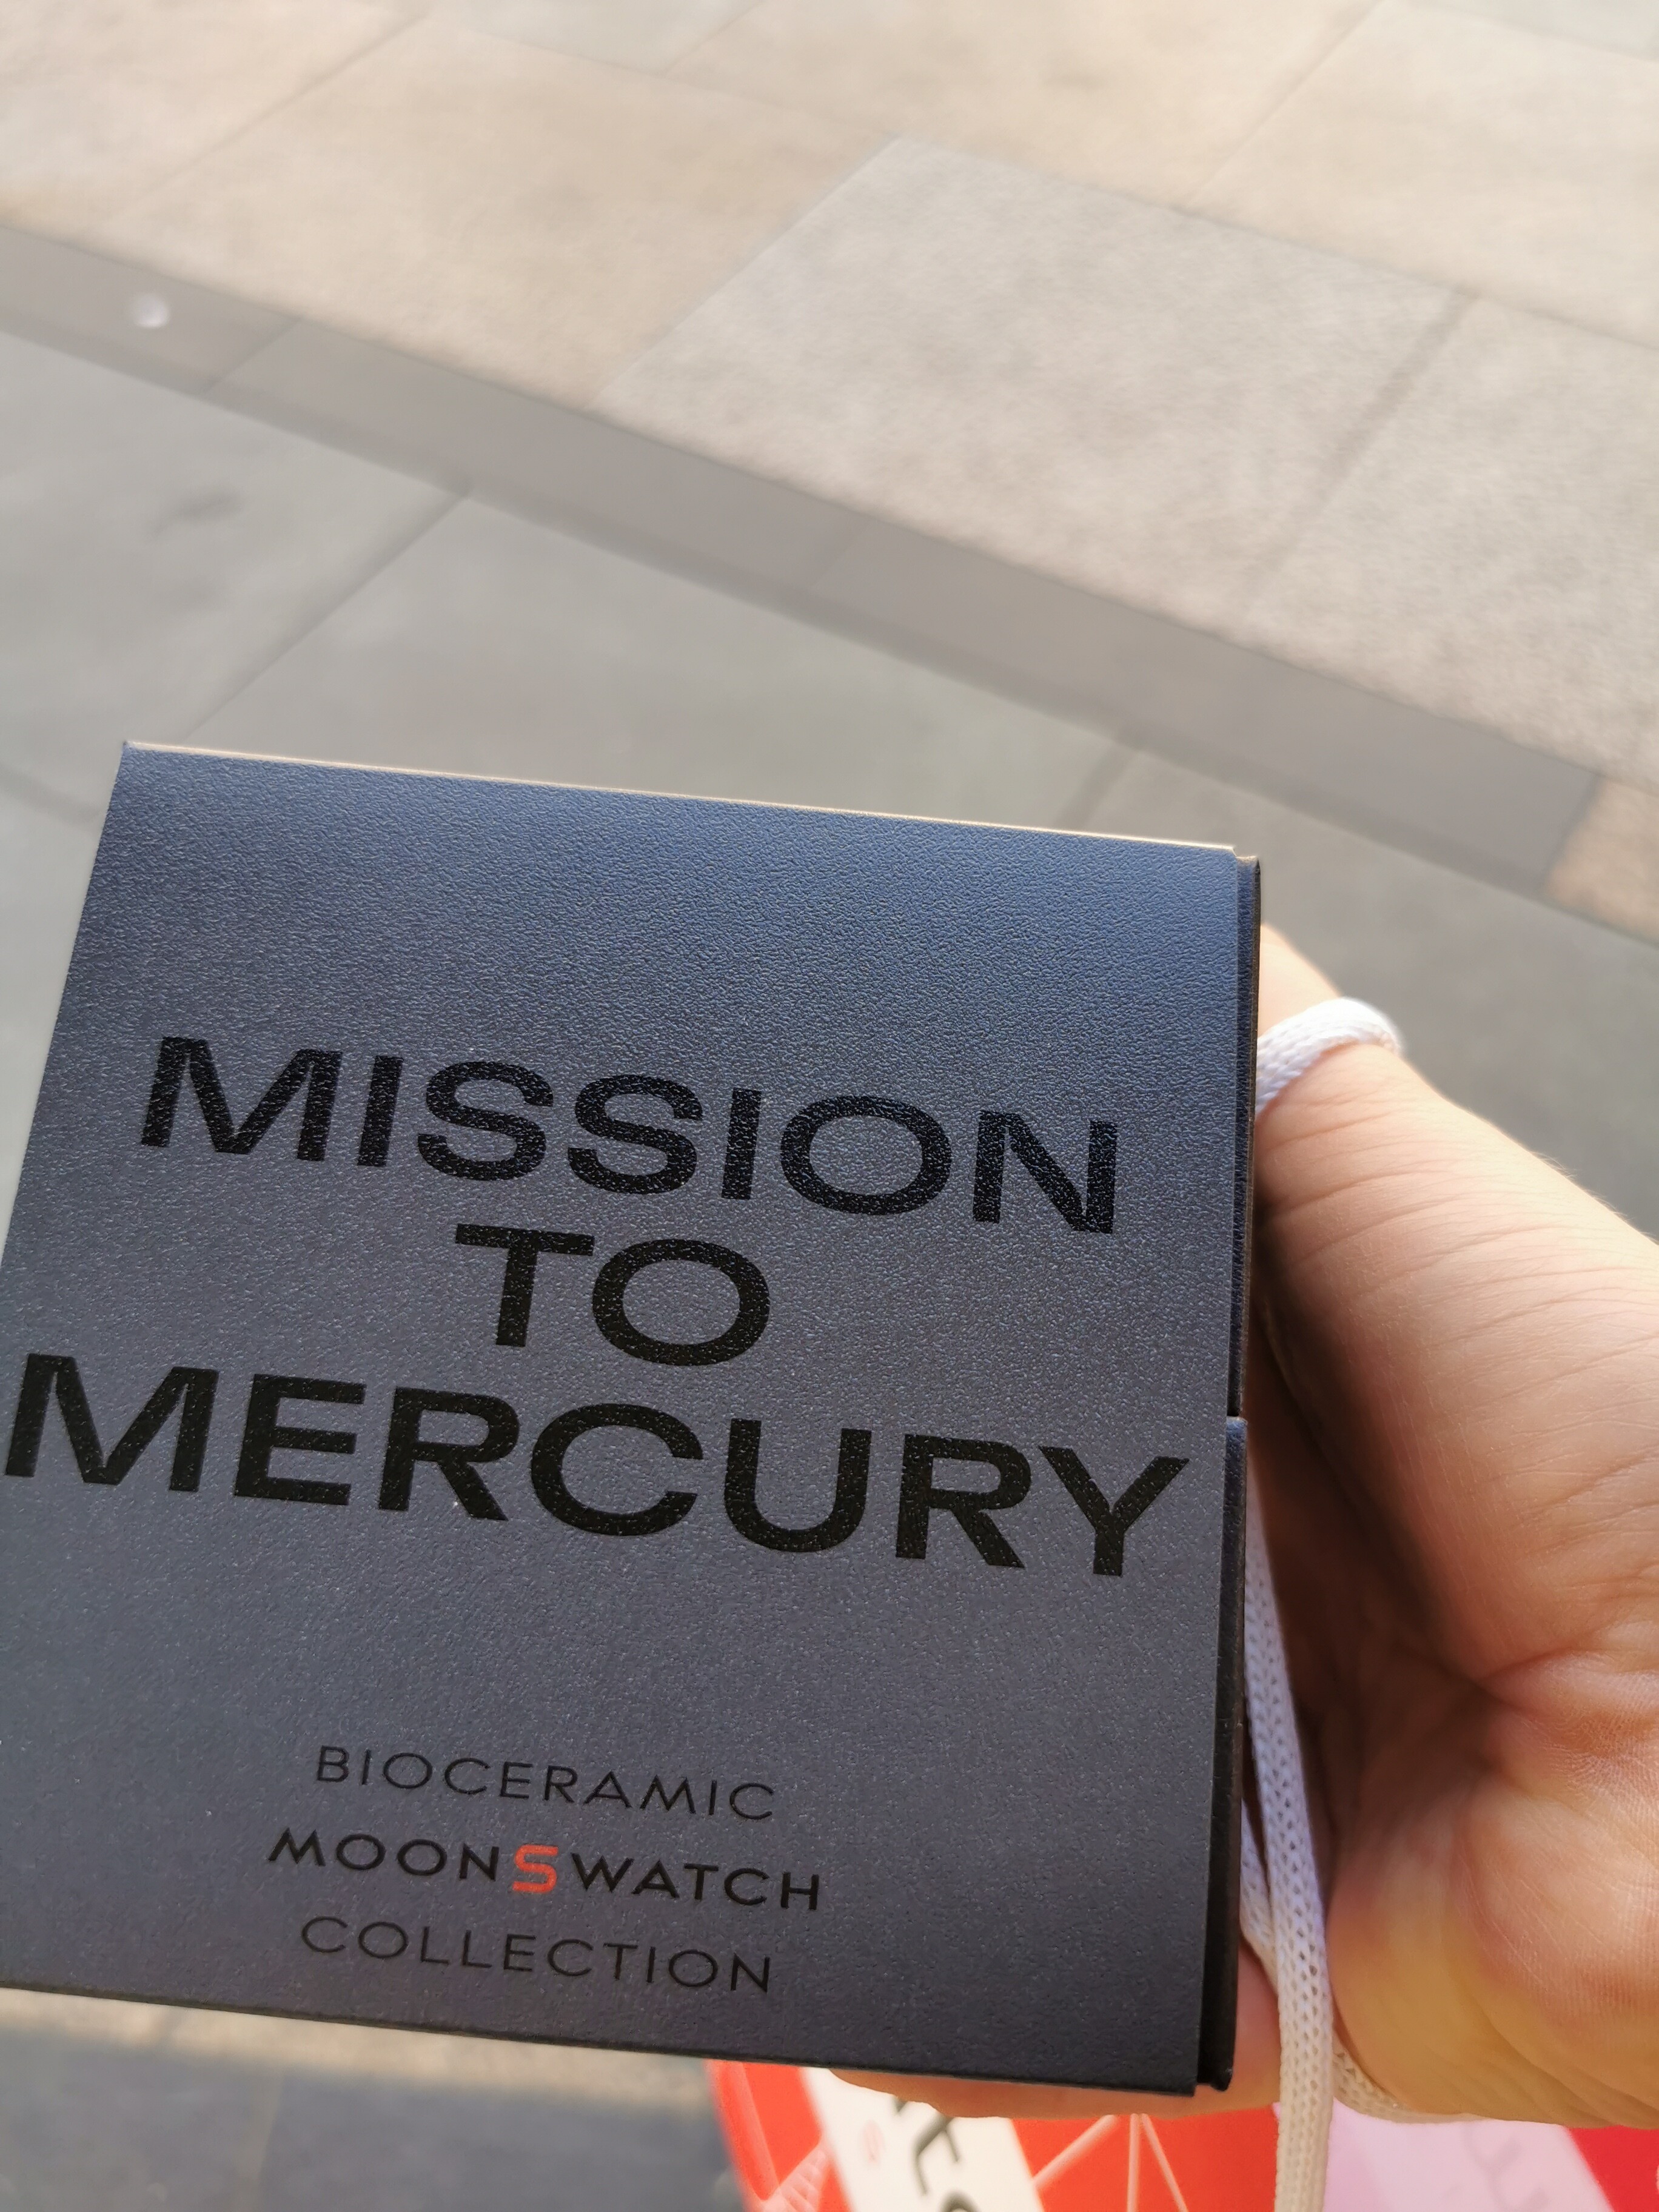 MISSION
TO
MERCURY
BIOCERAMIC
MOONSWATCH
COLLECTION